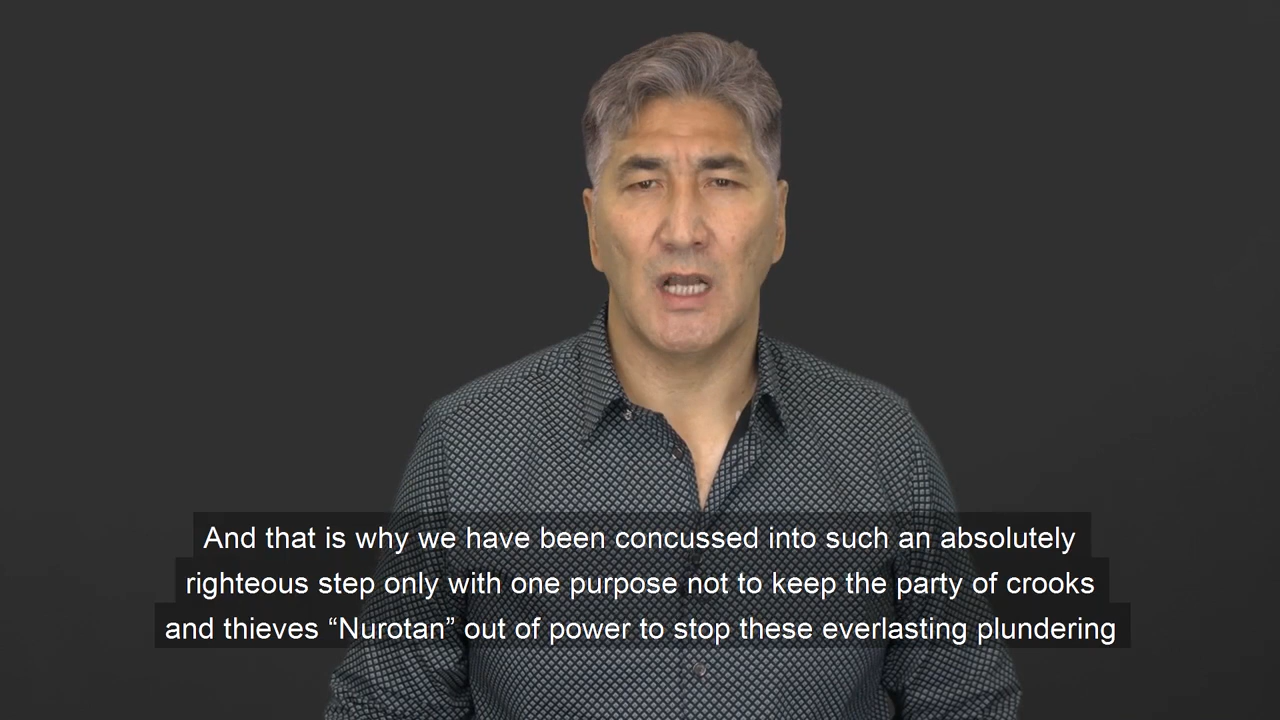 And that is why we have been concussed into such an absolutely
righteous step only with one purpose not to keep the party of crooks
and thieves “Nurotan” out of power to stop these everlasting plundering